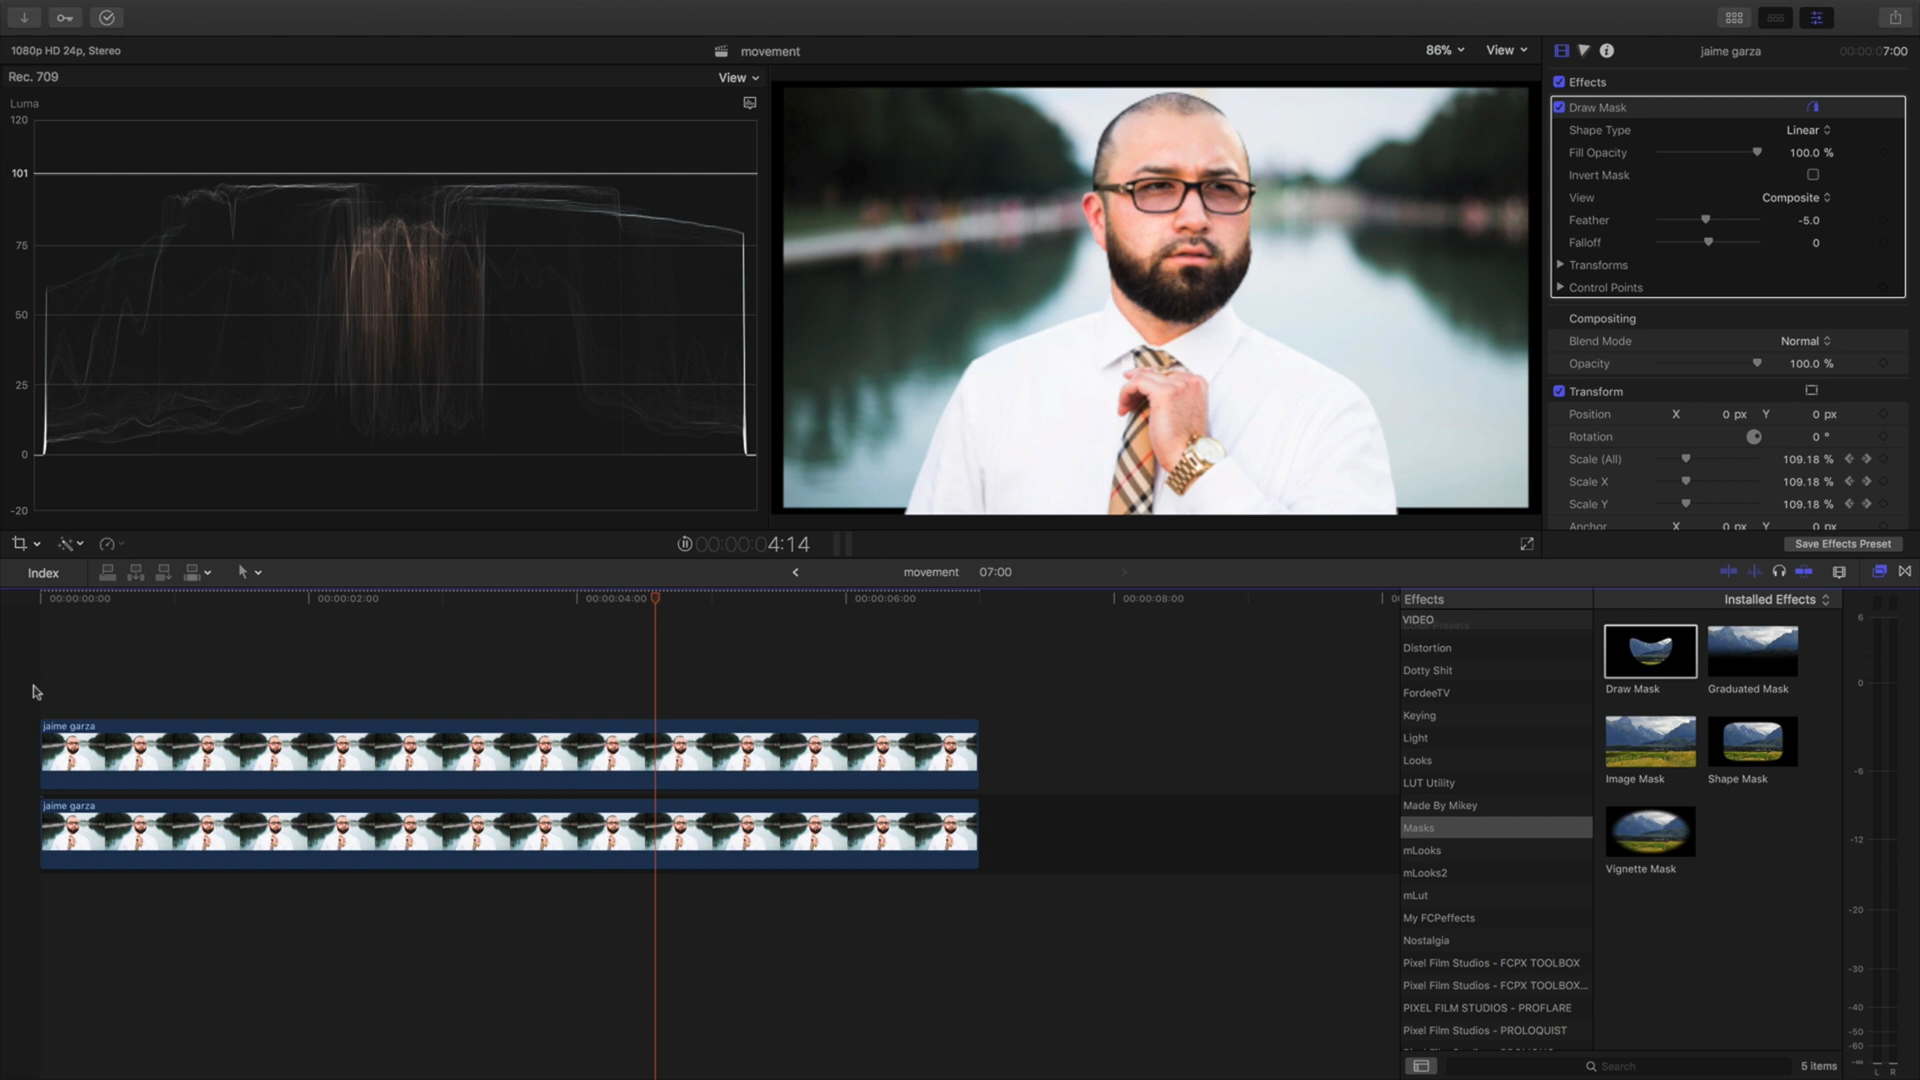 1080p HD 24p, Stereo
movement
86%
View
jaime garza
00:00:00:07:00
Rec. 709
View
Luma
120
101
75
50
25
0
-20
Effects
Draw Mask
Shape Type
Linear
Fill Opacity
100.0 %
Invert Mask
View
Composite
Feather
-5.0
Falloff
0
Transforms
Control Points
Compositing
Blend Mode
Normal
Opacity
100.0 %
Transform
Position X 0 px Y 0 px
Rotation
0 °
Scale (All)
109.18 %
Scale X
109.18 %
Scale Y
109.18 %
Anchor X 0 px Y 0 px
00:00:00:04:14
Save Effects Preset
Index
movement 07:00
00:00:00:00
00:00:02:00
00:00:04:00
00:00:06:00
00:00:08:00
jaime garza
jaime garza
Effects
VIDEO
Distortion
Dotty Shit
FordeeTV
Keying
Light
Looks
LUT Utility
Made By Mikey
Masks
mLooks
mLooks2
mLut
My FCPeffects
Nostalgia
Pixel Film Studios - FCPX TOOLBOX
Pixel Film Studios - FCPX TOOLBOX...
PIXEL FILM STUDIOS - PROFLARE
Pixel Film Studios - PROLOQUIST
Installed Effects
Draw Mask
Graduated Mask
Image Mask
Shape Mask
Vignette Mask
Search
5 items
6
0
-6
-12
-20
-30
-40
-50
-60
-∞
L R